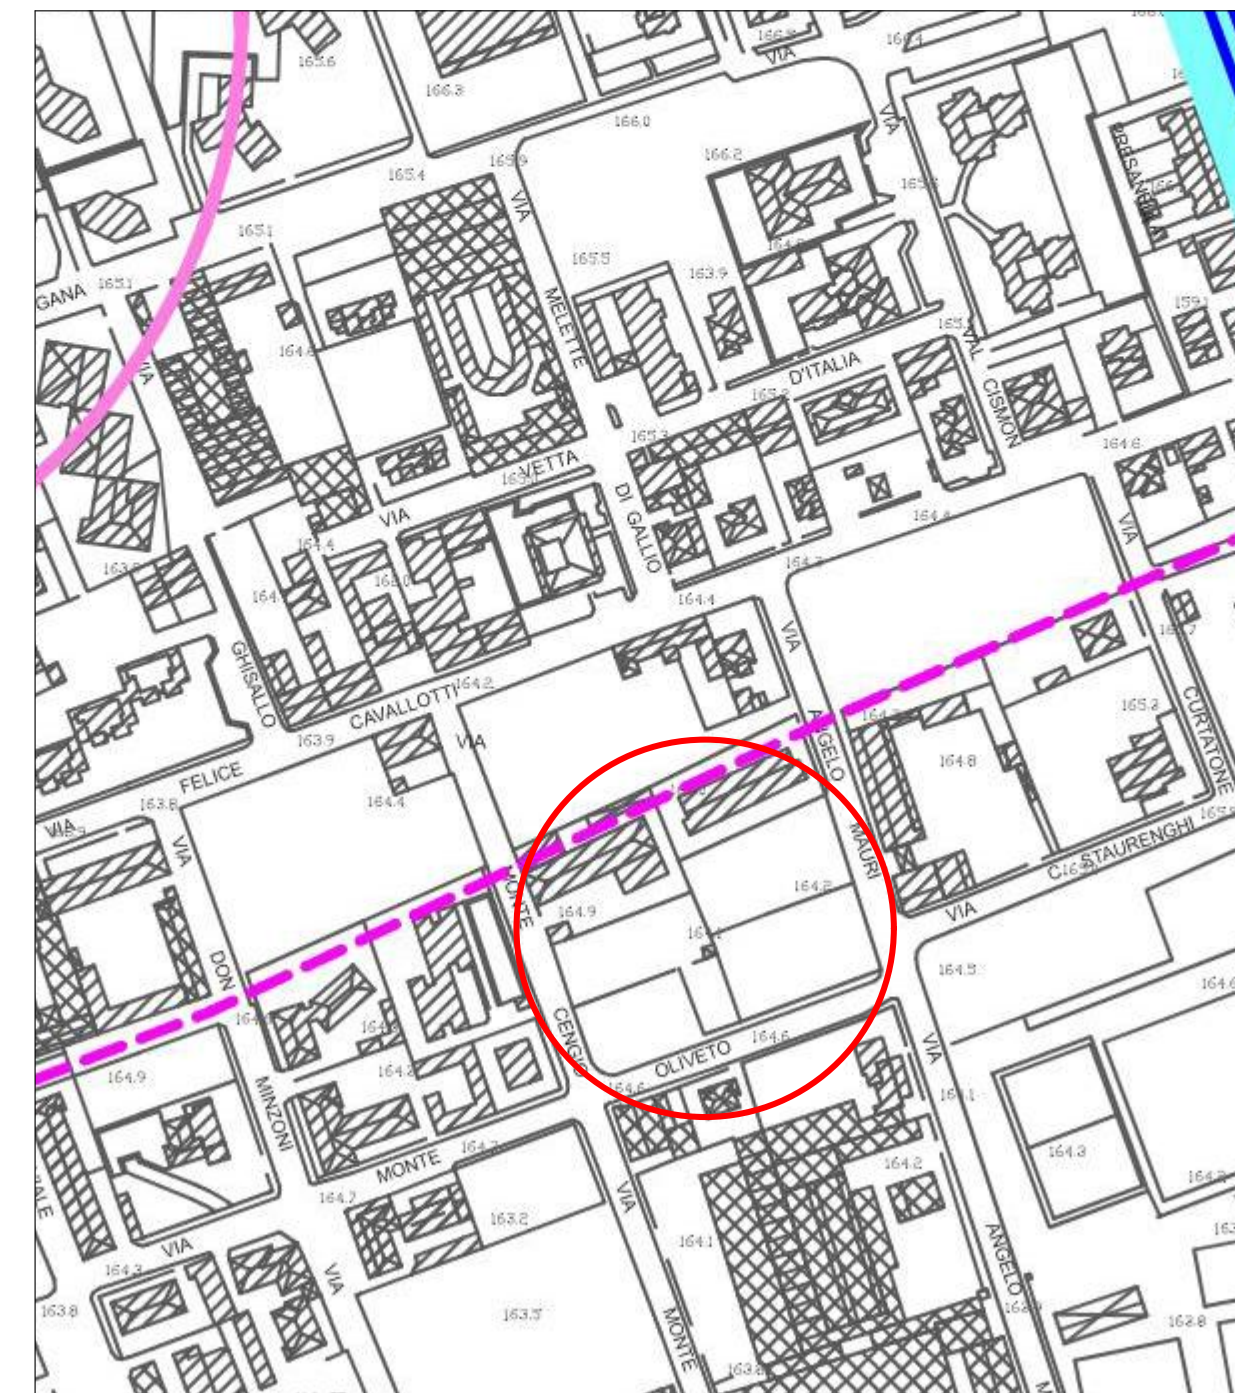 166.4
VIA
165.6
166.3
VIA
166.0
165.9
166.2
165.4
VIA
165.1
165.5
163.9
GANA
165.1
MELETTE
159.1
VIA
D'ITALIA
VAL
CISMON
165.3
164.6
VETTA
VIA
DI GALLIO
164.4
164.4
VIA
164.4
VIA
GHISALLO
CAVALLOTTI
164.2
163.9
VIA
ANGELO
165.3
CURTATONE
FELICE
164.8
163.8
164.4
VIA
VIA
MAURI
C. STAURENGHI
164.2
MONTE
164.9
VIA
DON
164.5
164.6
CENGIO
164.6
OLIVETO
VIA
164.9
164.6
MINZONI
164.3
MONTE
164.2
164.7
VIA
163.2
164.1
VIA
ANGELO
164.3
VIA
163.8
163.5
163.8
MONTE